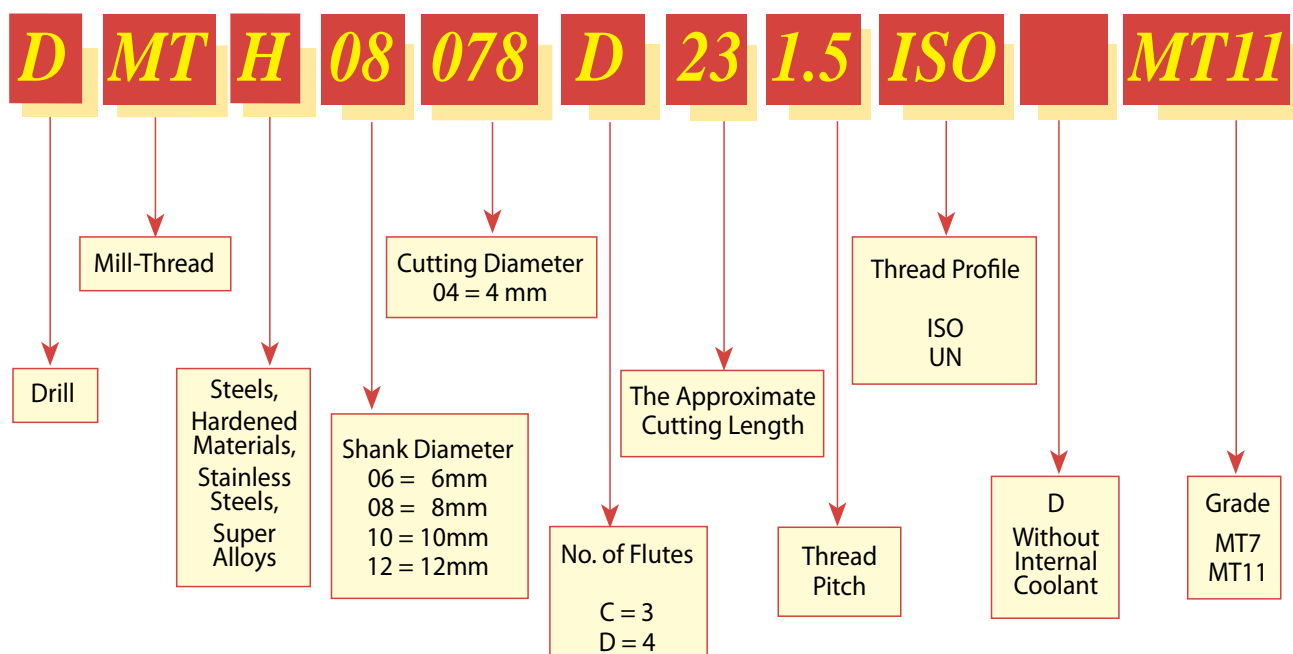 D MT H 08 078 D 23 1.5 ISO MT11
Drill
Mill-Thread
Steels,
Hardened
Materials,
Stainless
Steels,
Super
Alloys
Shank Diameter
06 = 6mm
08 = 8mm
10 = 10mm
12 = 12mm
Cutting Diameter
04 = 4 mm
No. of Flutes
C = 3
D = 4
The Approximate
Cutting Length
Thread
Pitch
Thread Profile
ISO
UN
D
Without
Internal
Coolant
Grade
MT7
MT11